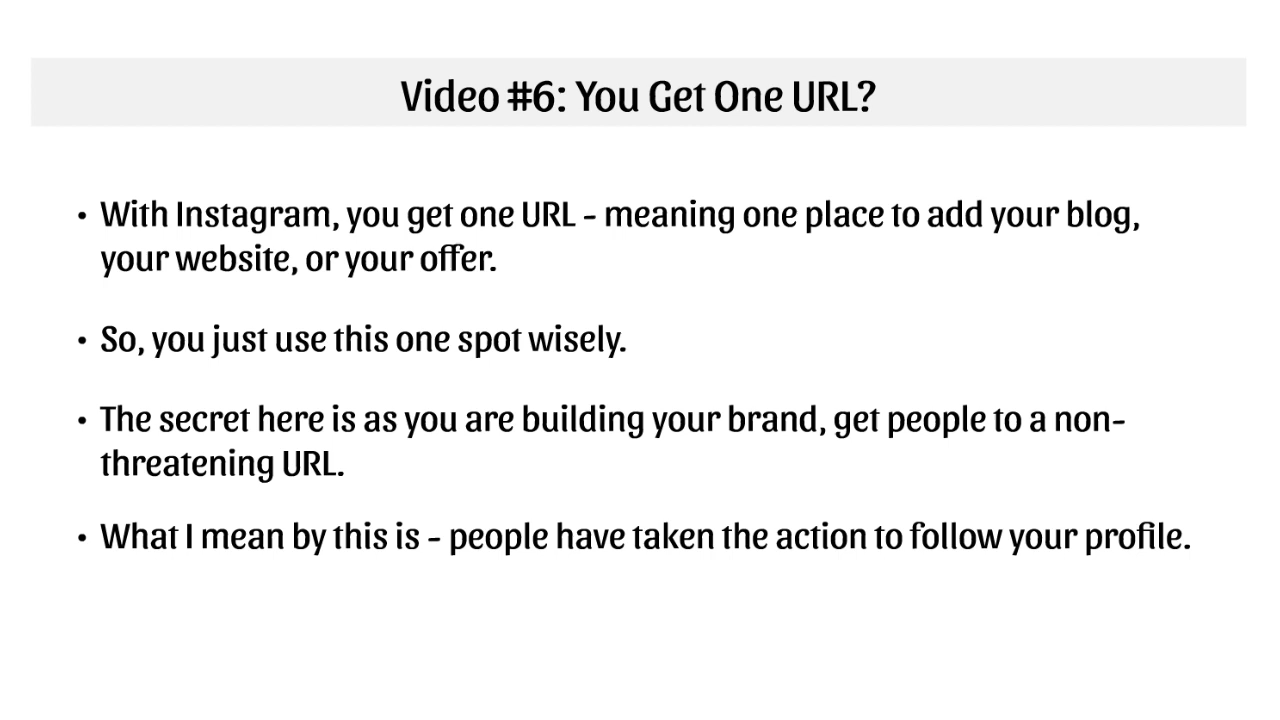 Video #6: You Get One URL?
• With Instagram, you get one URL - meaning one place to add your blog,
your website, or your offer.
• So, you just use this one spot wisely.
• The secret here is as you are building your brand, get people to a non-
threatening URL.
• What I mean by this is - people have taken the action to follow your profile.